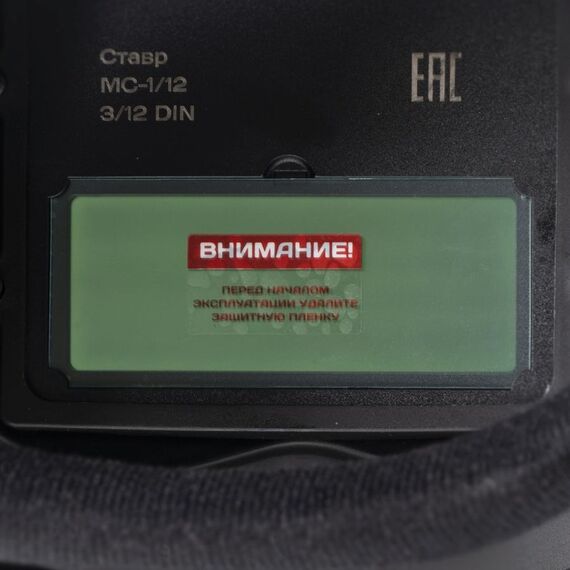 Ставр
МС-1/12
3/12 DIN
EAC
ВНИМАНИЕ!
ПЕРЕД НАЧАЛОМ
ЭКСПЛУАТАЦИИ УДАЛИТЕ
ЗАЩИТНУЮ ПЛЕНКУ